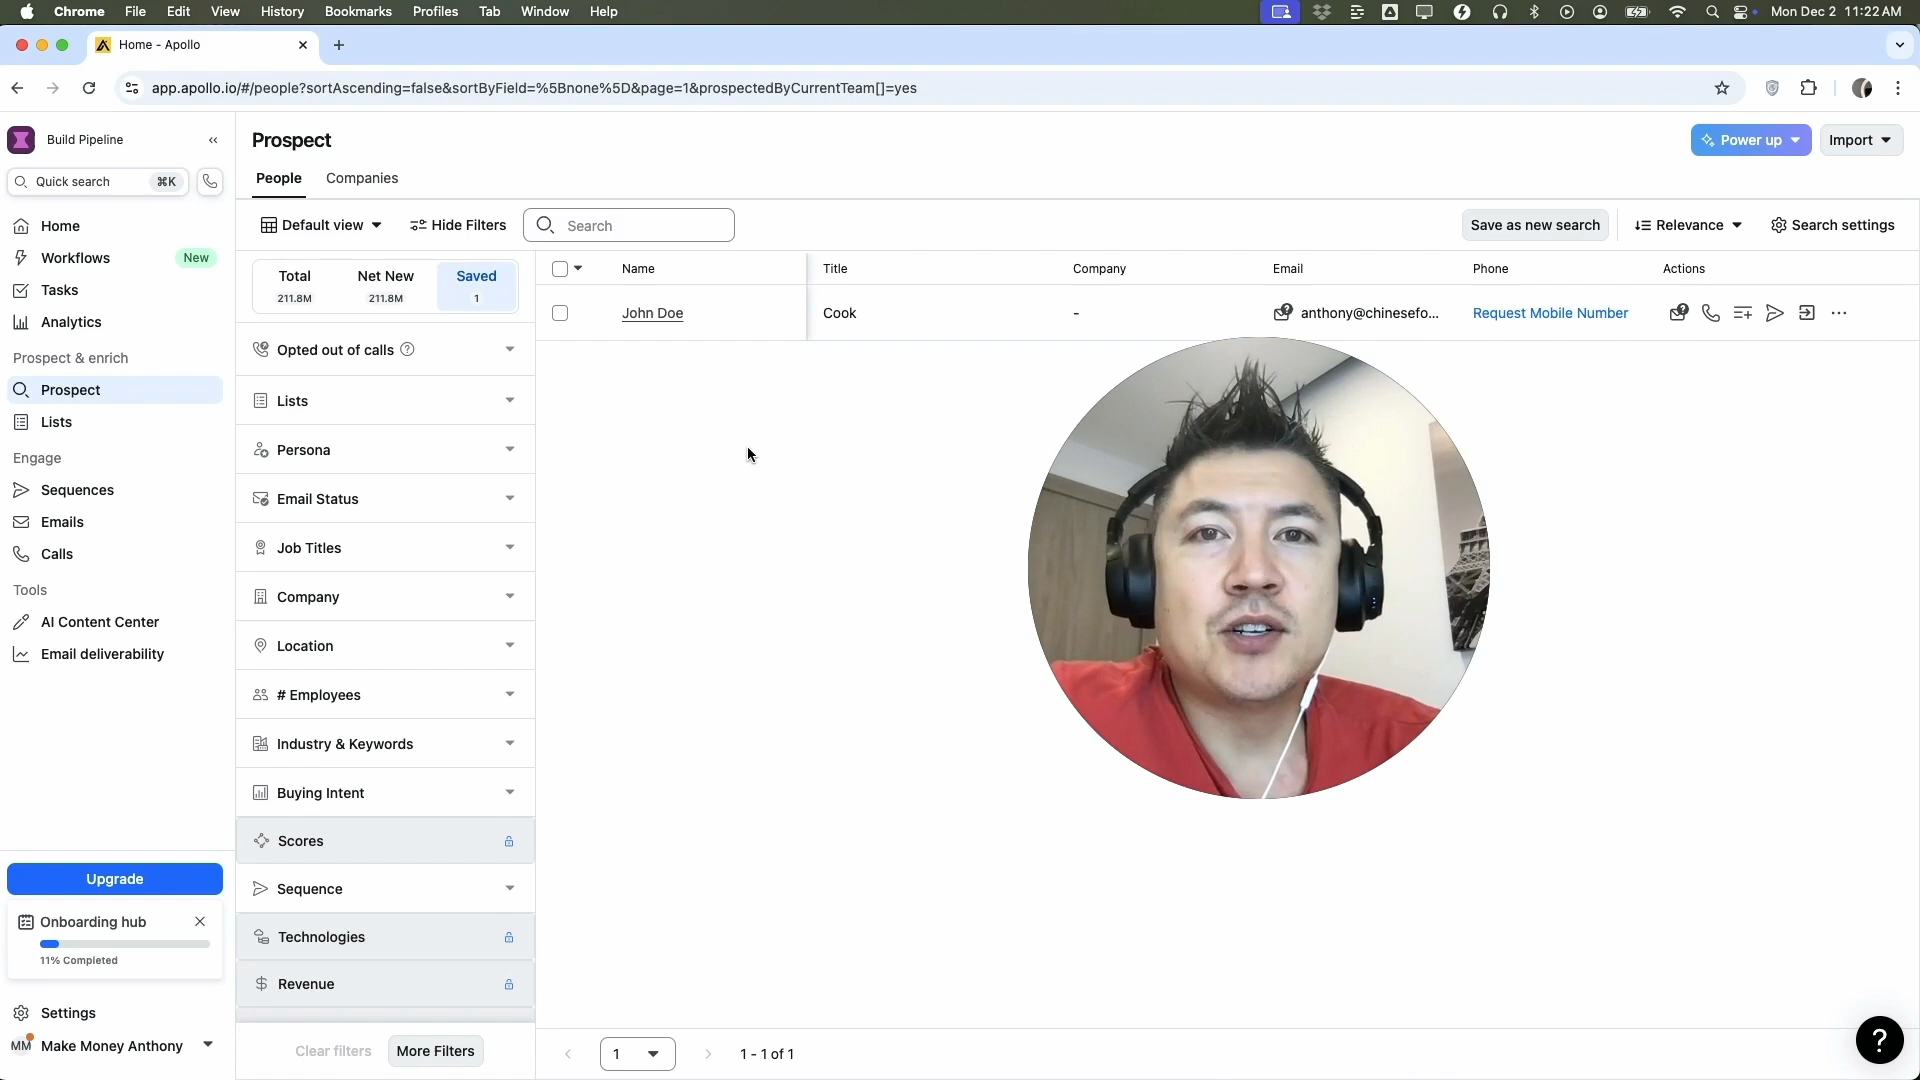 Chrome File Edit View History Bookmarks Profiles Tab Window Help Mon Dec 2 11:22 AM
Home - Apollo
app.apollo.io/#/people?sortAscending=false&sortByField=%5Bnone%5D&page=1&prospectedByCurrentTeam[]=yes
Build Pipeline
Quick search ⌘K
Home
Workflows New
Tasks
Analytics
Prospect & enrich
Prospect
Lists
Engage
Sequences
Emails
Calls
Tools
AI Content Center
Email deliverability
Upgrade
Onboarding hub
11% Completed
Settings
MM Make Money Anthony
Prospect
Power up Import
People Companies
Default view Hide Filters Search Save as new search Relevance Search settings
Total Net New Saved
211.8M 211.8M 1
Opted out of calls ?
Lists
Persona
Email Status
Job Titles
Company
Location
# Employees
Industry & Keywords
Buying Intent
Scores
Sequence
Technologies
Revenue
Clear filters More Filters
Name Title Company Email Phone Actions
John Doe Cook - anthony@chinesefo... Request Mobile Number
1 1 - 1 of 1
?